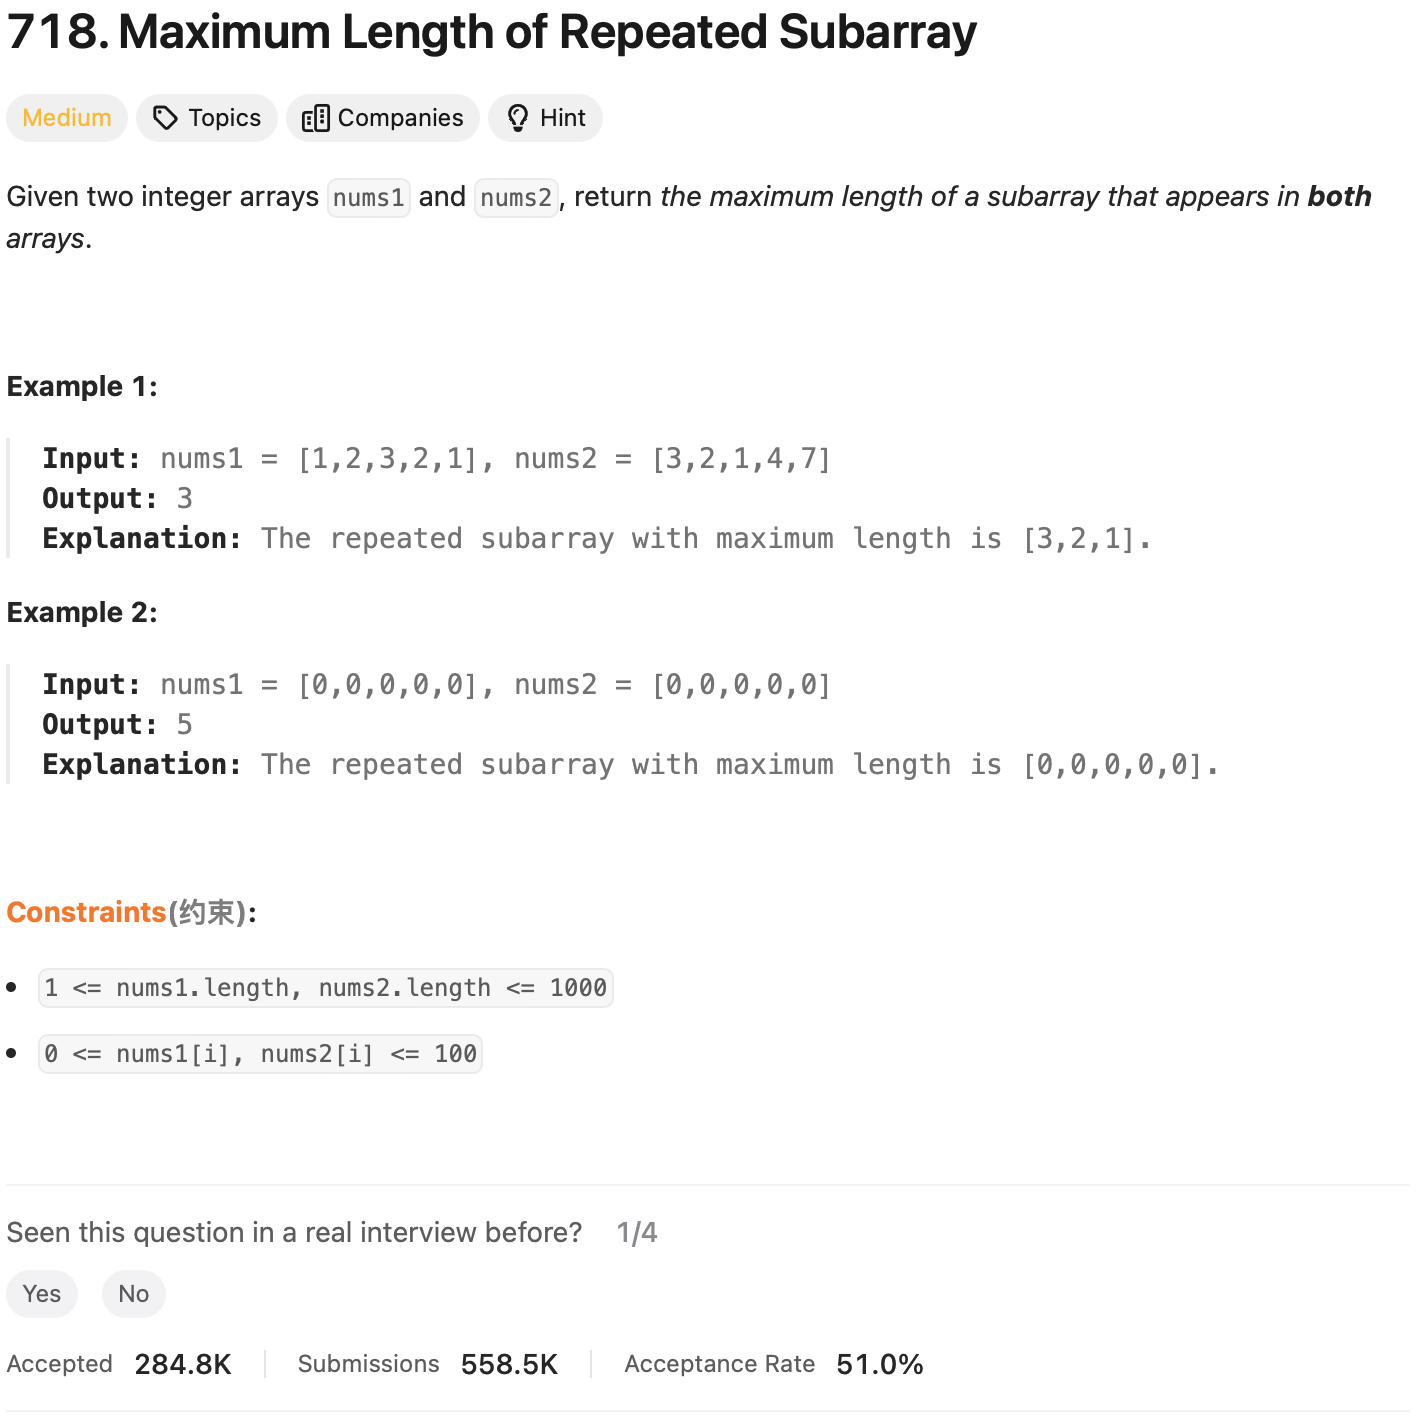 718. Maximum Length of Repeated Subarray
Medium Topics Companies Hint
Given two integer arrays nums1 and nums2, return the maximum length of a subarray that appears in both
arrays.
Example 1:
Input: nums1 = [1,2,3,2,1], nums2 = [3,2,1,4,7]
Output: 3
Explanation: The repeated subarray with maximum length is [3,2,1].
Example 2:
Input: nums1 = [0,0,0,0,0], nums2 = [0,0,0,0,0]
Output: 5
Explanation: The repeated subarray with maximum length is [0,0,0,0,0].
Constraints(约束):
• 1 <= nums1.length, nums2.length <= 1000
• 0 <= nums1[i], nums2[i] <= 100
Seen this question in a real interview before? 1/4
Yes No
Accepted 284.8K Submissions 558.5K Acceptance Rate 51.0%